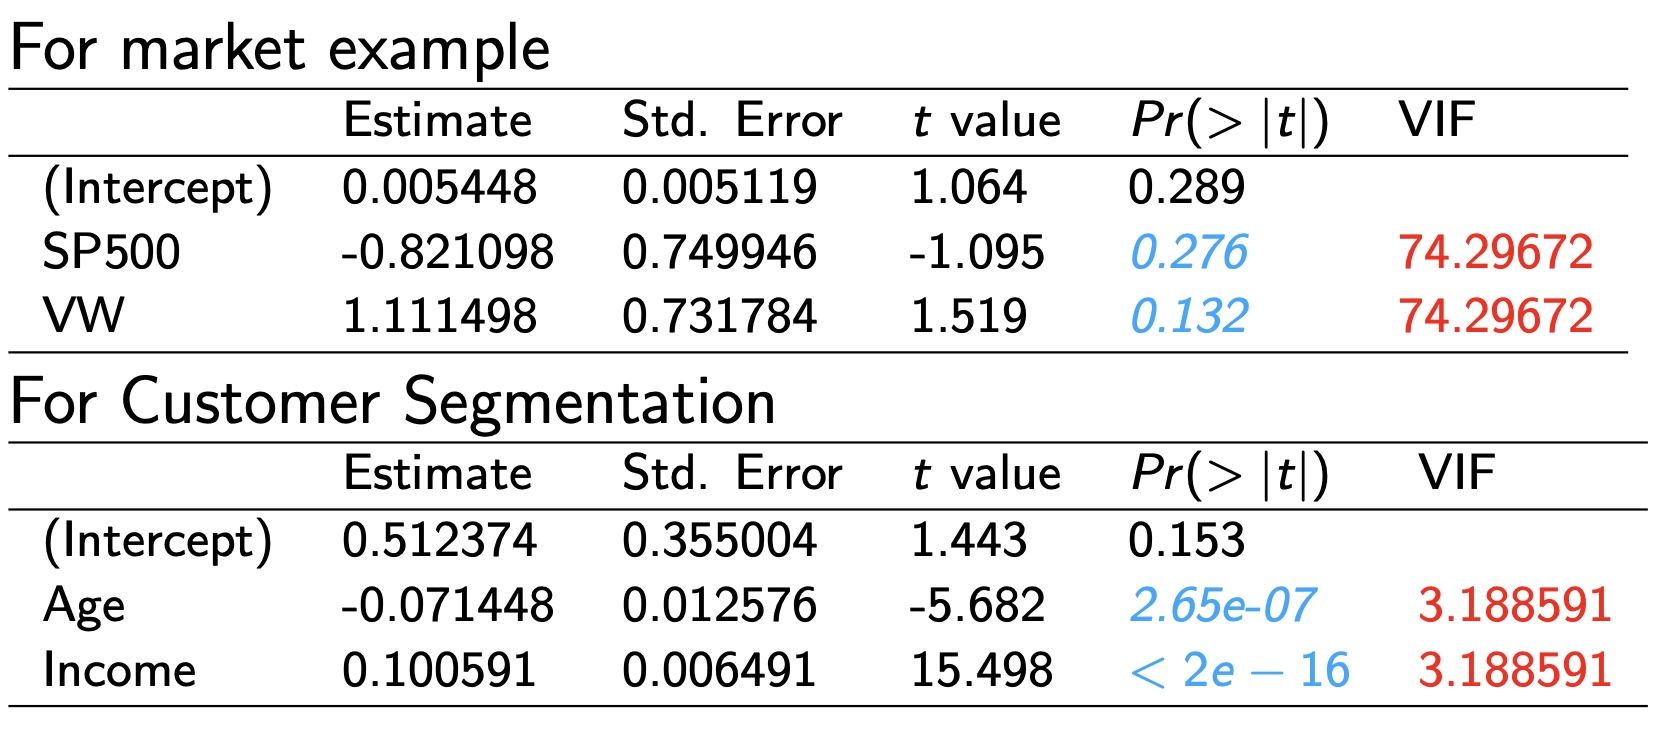 For market example
Estimate Std. Error t value Pr(> |t|) VIF
(Intercept) 0.005448 0.005119 1.064 0.289
SP500 -0.821098 0.749946 -1.095 0.276 74.29672
VW 1.111498 0.731784 1.519 0.132 74.29672
For Customer Segmentation
Estimate Std. Error t value Pr(> |t|) VIF
(Intercept) 0.512374 0.355004 1.443 0.153
Age -0.071448 0.012576 -5.682 2.65e-07 3.188591
Income 0.100591 0.006491 15.498 < 2e − 16 3.188591